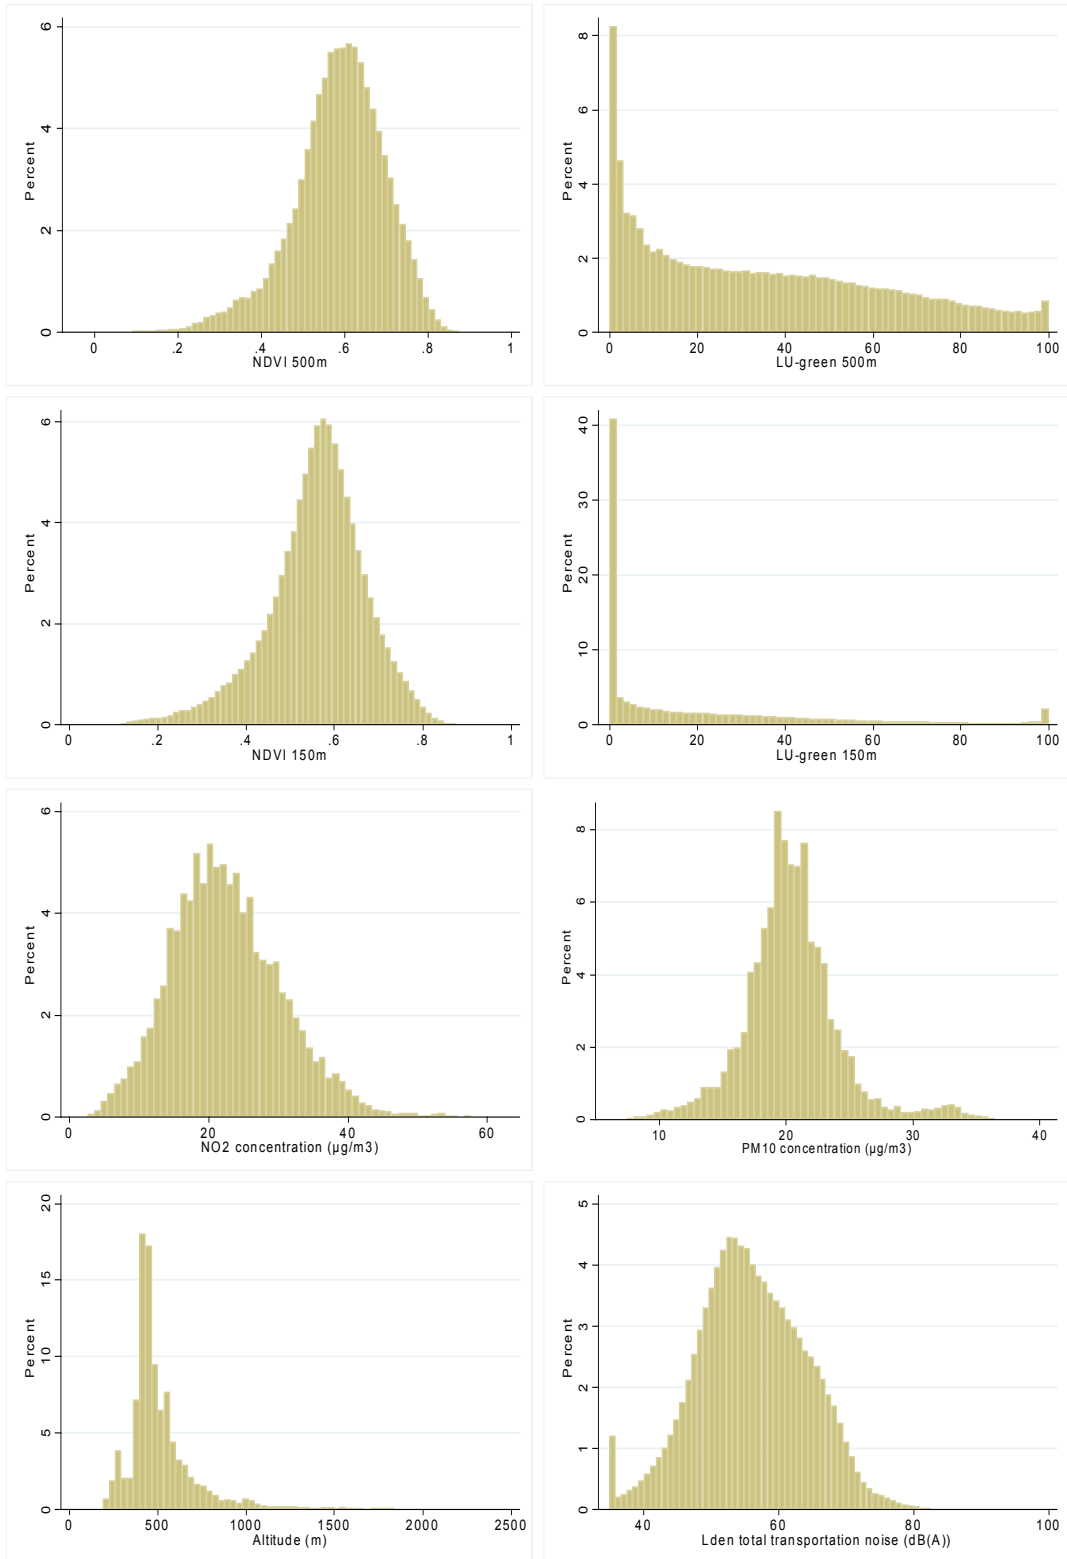 Percent
0 2 4 6
0 .2 .4 .6 .8 1
NDVI 500m
Percent
0 2 4 6 8
0 20 40 60 80 100
LU-green 500m
Percent
0 2 4 6
0 .2 .4 .6 .8 1
NDVI 150m
Percent
0 10 20 30 40
0 20 40 60 80 100
LU-green 150m
Percent
0 2 4 6
0 20 40 60
NO2 concentration (µg/m3)
Percent
0 2 4 6 8
10 20 30 40
PM10 concentration (µg/m3)
Percent
0 5 10 15 20
0 500 1000 1500 2000 2500
Altitude (m)
Percent
0 1 2 3 4 5
40 60 80 100
Lden total transportation noise (dB(A))